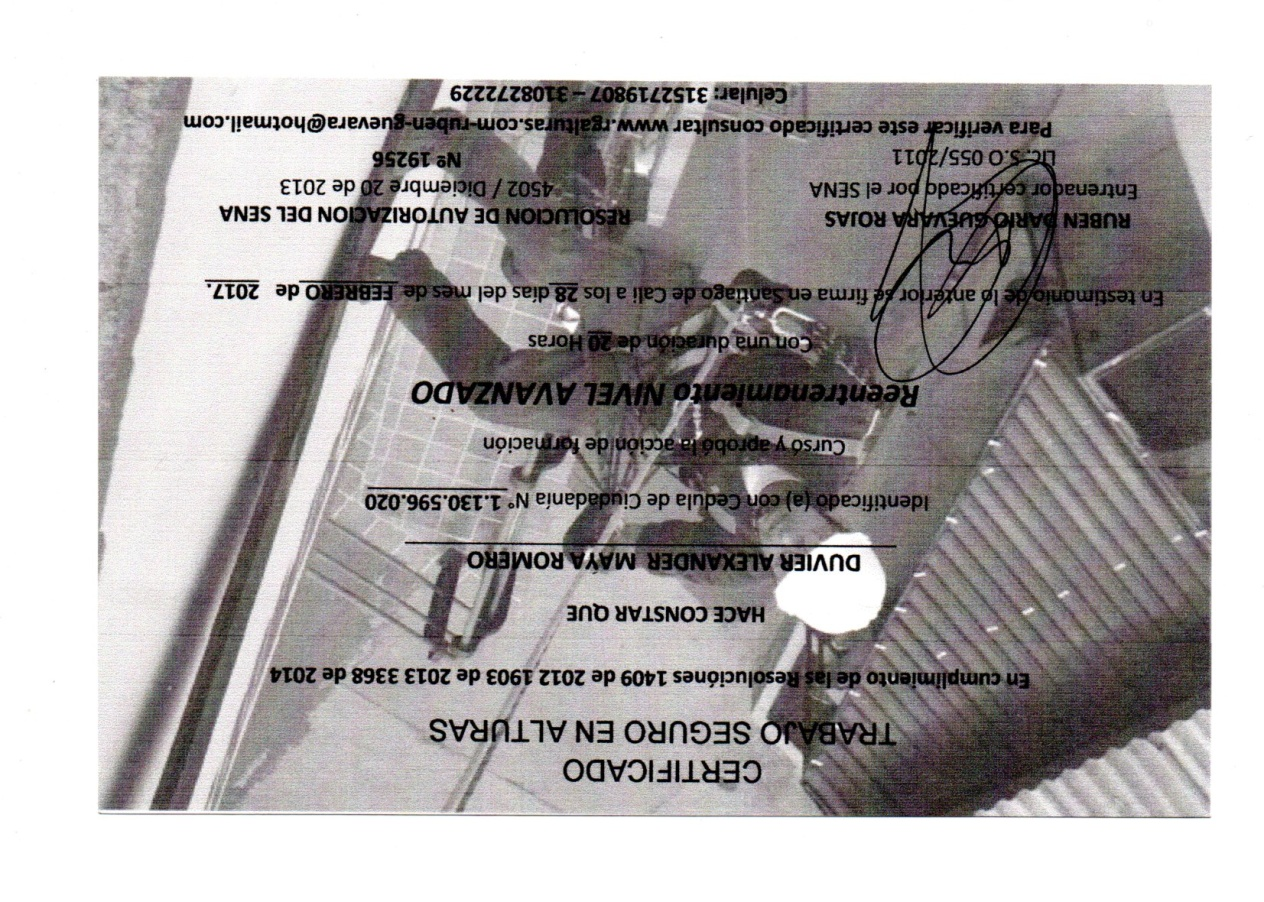 CERTIFICADO
TRABAJO SEGURO EN ALTURAS
En cumplimiento de las Resoluciónes 1409 de 2012 1903 de 2013 3368 de 2014
HACE CONSTAR QUE
DUVIER ALEXANDER MAYA ROMERO
Identificado (a) con Cedula de Ciudadanía N° 1.130.596.020
Cursó y aprobó la acción de formación
Reentrenamiento NIVEL AVANZADO
Con una duración de 20 Horas
En testimonio de lo anterior se firma en Santiago de Cali a los 28 días del mes de FEBRERO de 2017.
RUBEN DARIO GUEVARA ROJAS
Entrenador certificado por el SENA
Lic. S.O 055/2011
RESOLUCION DE AUTORIZACION DEL SENA
4502 / Diciembre 20 de 2013
Nº 19256
Para verificar este certificado consultar www.rgalturas.com-ruben-guevara@hotmail.com
Celular: 3152719807 – 3108272229